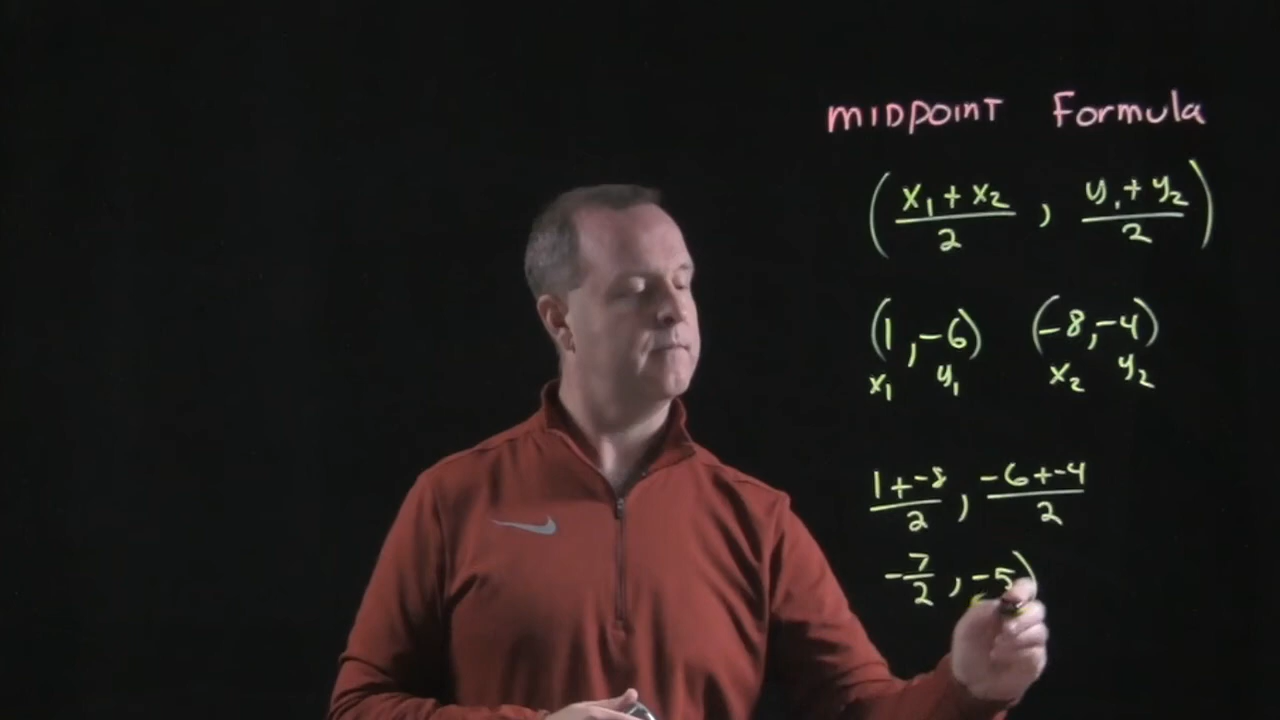 MIDPOINT Formula
(x₁ + x₂ / 2 , y₁ + y₂ / 2)
(1, -6) (-8, -4)
x₁ y₁ x₂ y₂
1 + -8 / 2 , -6 + -4 / 2
-7/2 , -5)